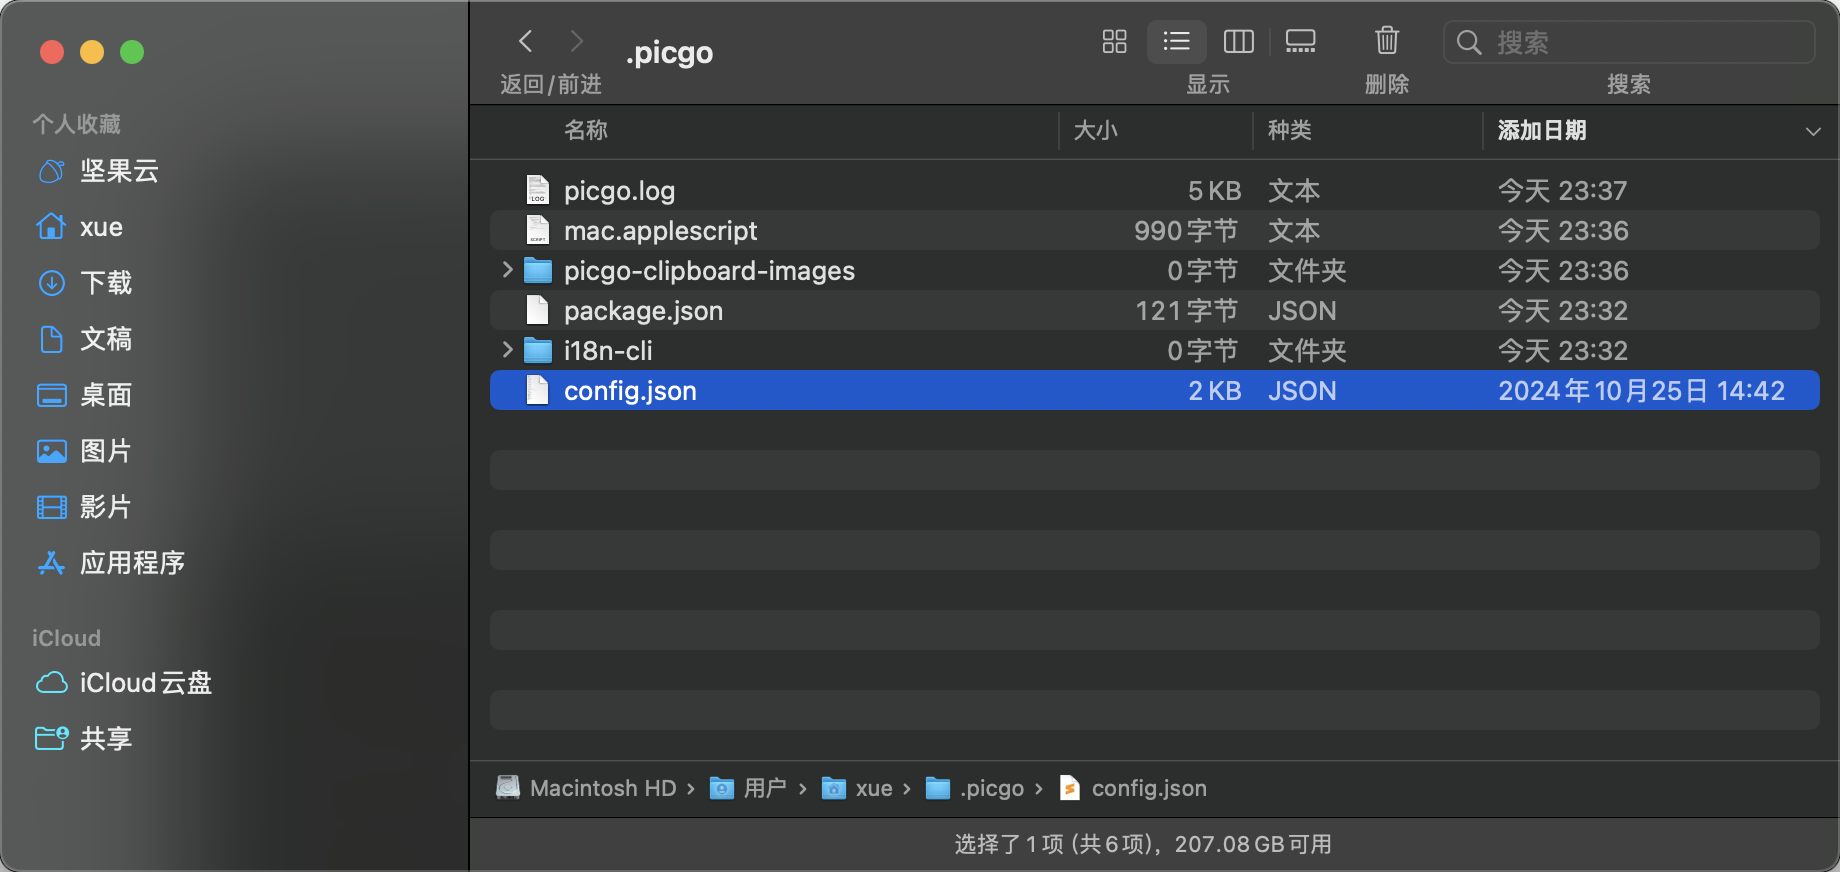 .picgo
返回/前进
显示
删除
搜索
搜索
个人收藏
坚果云
xue
下载
文稿
桌面
图片
影片
应用程序
iCloud
iCloud云盘
共享
名称 大小 种类 添加日期
picgo.log 5 KB 文本 今天 23:37
mac.applescript 990字节 文本 今天 23:36
picgo-clipboard-images 0字节 文件夹 今天 23:36
package.json 121字节 JSON 今天 23:32
i18n-cli 0字节 文件夹 今天 23:32
config.json 2 KB JSON 2024年10月25日 14:42
Macintosh HD › 用户 › xue › .picgo › config.json
选择了1项 (共6项)，207.08 GB可用